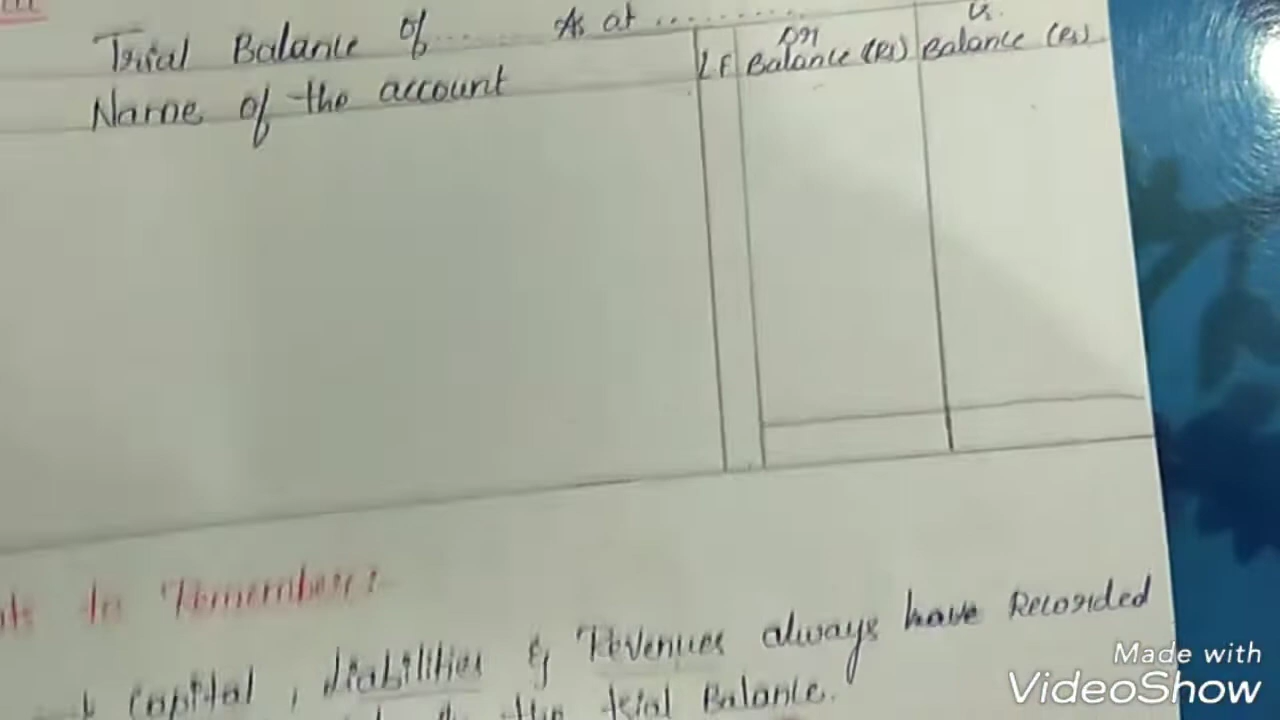 Trial Balance of..... As at ............
Name of the account L F Dr Balance (Rs) Cr. Balance (Rs)
to Remember:
Capital, Liabilities & Revenues always have Recorded
the trial Balance.
Made with
VideoShow